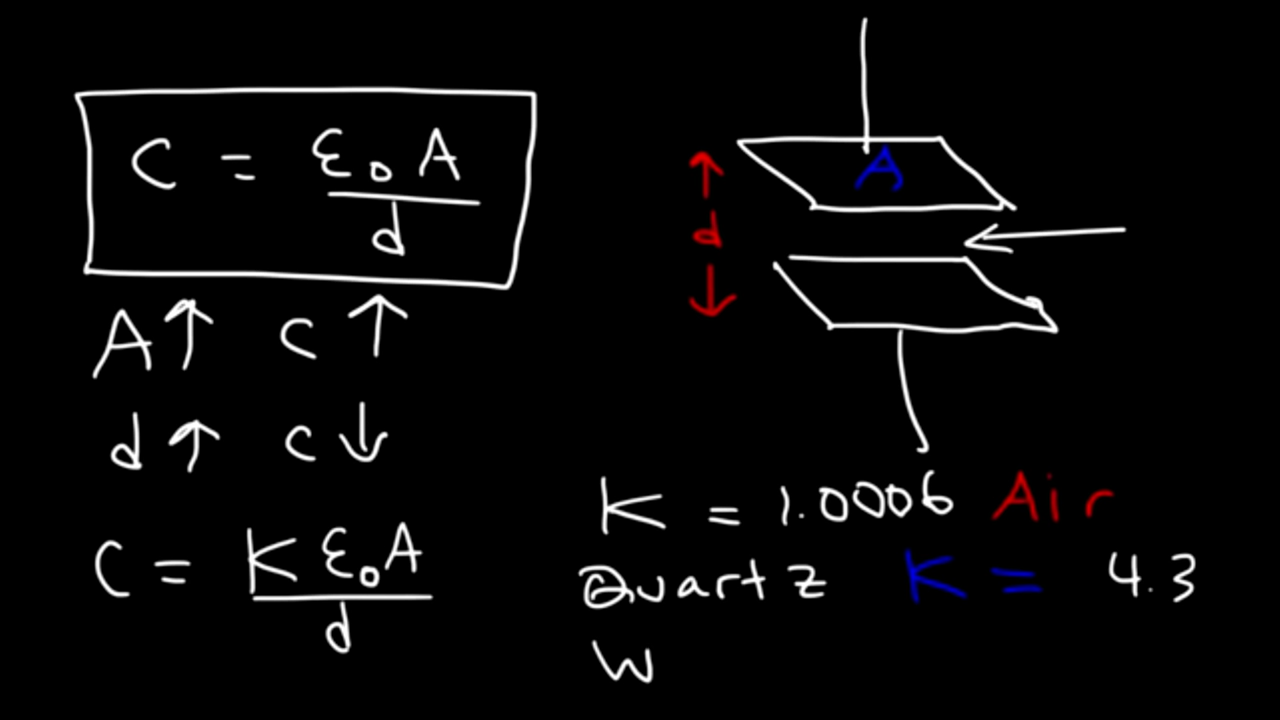 C = ε₀A / d
A↑ C↑
d↑ C↓
C = Kε₀A / d
A
d
K = 1.0006 Air
Quartz K = 4.3
W